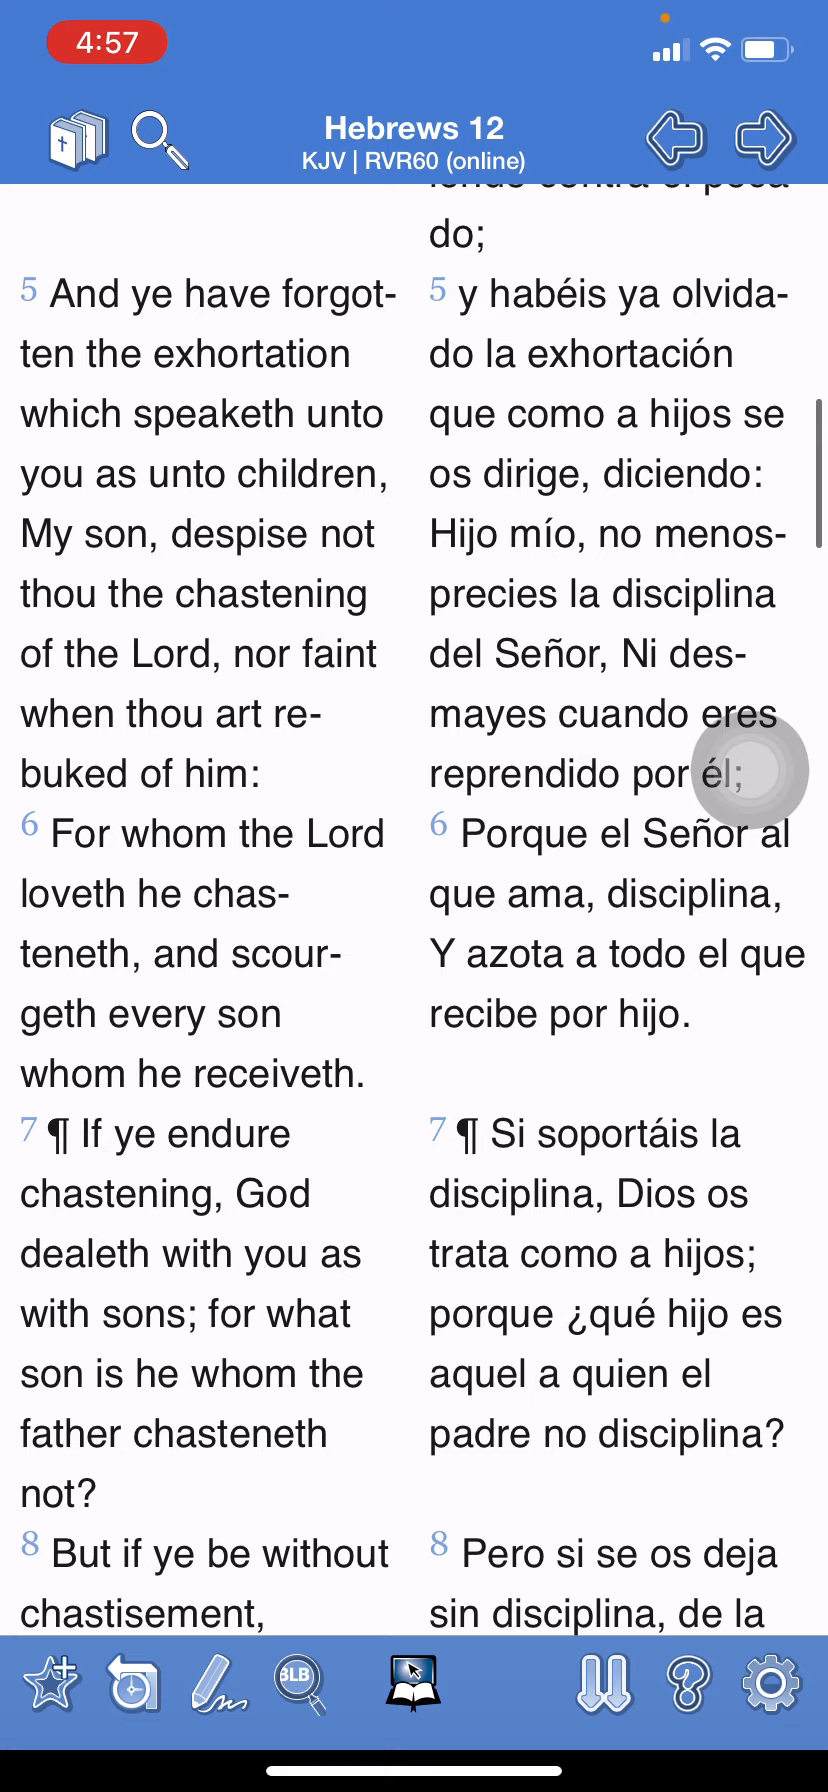 4:57
Hebrews 12
KJV | RVR60 (online)
do;
5 And ye have forgot-
ten the exhortation
which speaketh unto
you as unto children,
My son, despise not
thou the chastening
of the Lord, nor faint
when thou art re-
buked of him:
6 For whom the Lord
loveth he chas-
teneth, and scour-
geth every son
whom he receiveth.
7 ¶ If ye endure
chastening, God
dealeth with you as
with sons; for what
son is he whom the
father chasteneth
not?
8 But if ye be without
chastisement,
5 y habéis ya olvida-
do la exhortación
que como a hijos se
os dirige, diciendo:
Hijo mío, no menos-
precies la disciplina
del Señor, Ni des-
mayes cuando eres
reprendido por él;
6 Porque el Señor al
que ama, disciplina,
Y azota a todo el que
recibe por hijo.
7 ¶ Si soportáis la
disciplina, Dios os
trata como a hijos;
porque ¿qué hijo es
aquel a quien el
padre no disciplina?
8 Pero si se os deja
sin disciplina, de la
BLB